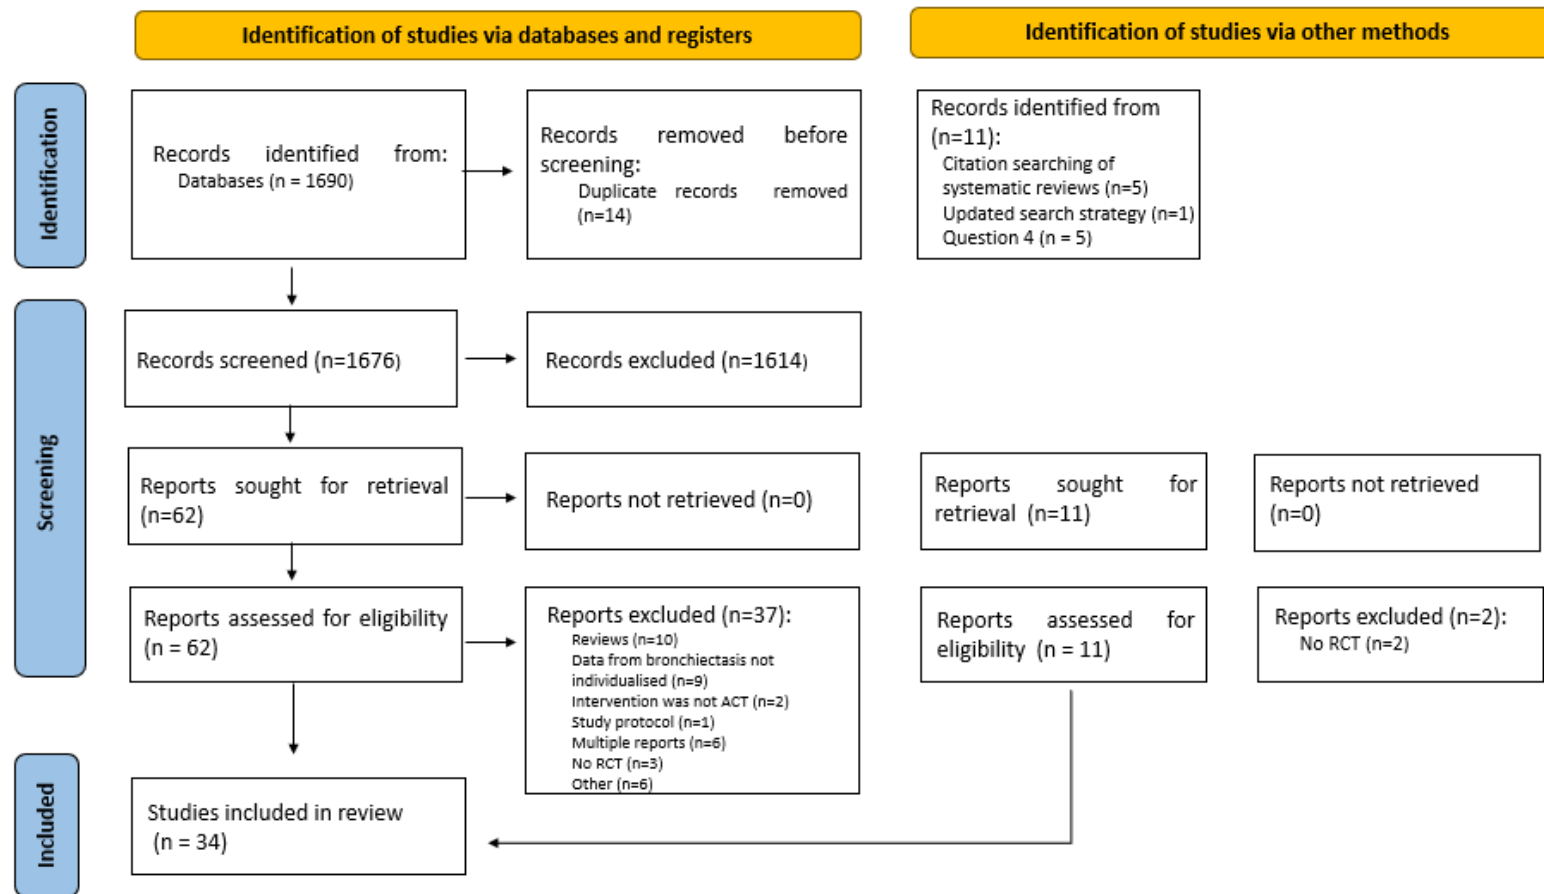 Identification of studies via databases and registers
Identification of studies via other methods
Identification
Records identified from:
Databases (n = 1690)
Records removed before
screening:
Duplicate records removed
(n=14)
Records identified from
(n=11):
Citation searching of
systematic reviews (n=5)
Updated search strategy (n=1)
Question 4 (n = 5)
Screening
Records screened (n=1676)
Records excluded (n=1614)
Reports sought for retrieval
(n=62)
Reports not retrieved (n=0)
Reports sought for
retrieval (n=11)
Reports not retrieved
(n=0)
Reports assessed for eligibility
(n = 62)
Reports excluded (n=37):
Reviews (n=10)
Data from bronchiectasis not
individualised (n=9)
Intervention was not ACT (n=2)
Study protocol (n=1)
Multiple reports (n=6)
No RCT (n=3)
Other (n=6)
Reports assessed for
eligibility (n = 11)
Reports excluded (n=2):
No RCT (n=2)
Included
Studies included in review
(n = 34)